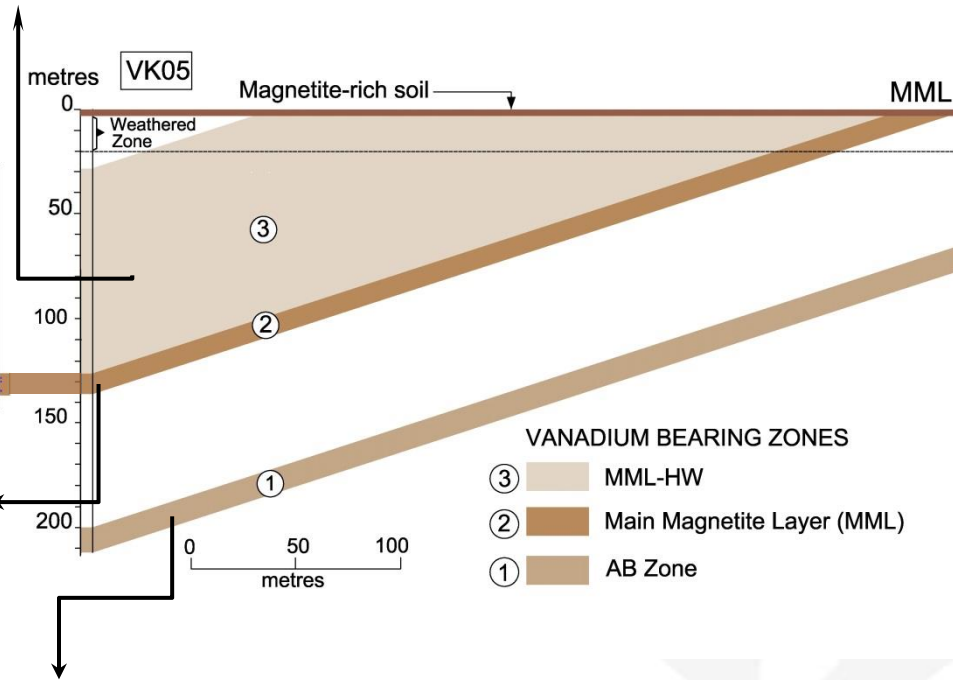 metres
VK05
Magnetite-rich soil
MML
0
Weathered
Zone
50
3
100
2
150
1
200
0 50 100
metres
VANADIUM BEARING ZONES
3 MML-HW
2 Main Magnetite Layer (MML)
1 AB Zone